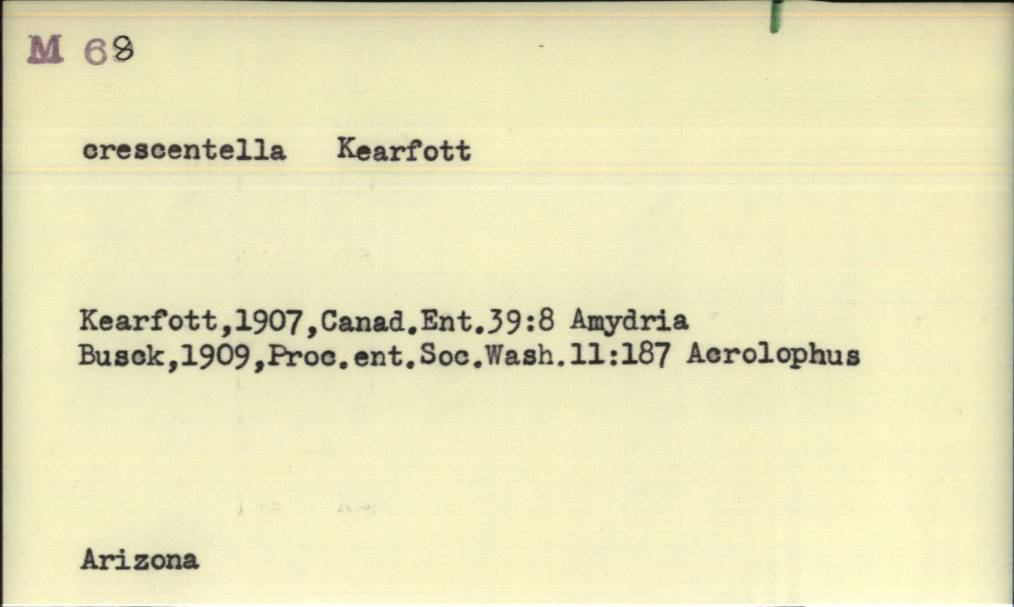 M 68
crescentella Kearfott
Kearfott,1907,Canad.Ent.39:8 Amydria
Busck,1909,Proc.ent.Soc.Wash.11:187 Acrolophus
Arizona